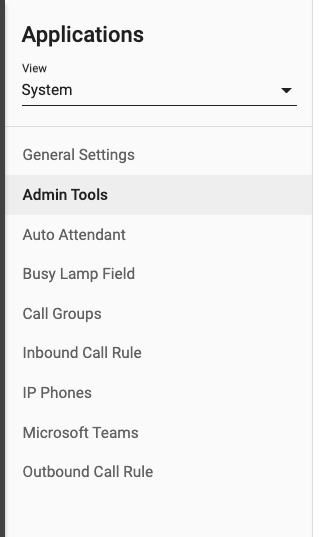 Applications
View
System
General Settings
Admin Tools
Auto Attendant
Busy Lamp Field
Call Groups
Inbound Call Rule
IP Phones
Microsoft Teams
Outbound Call Rule